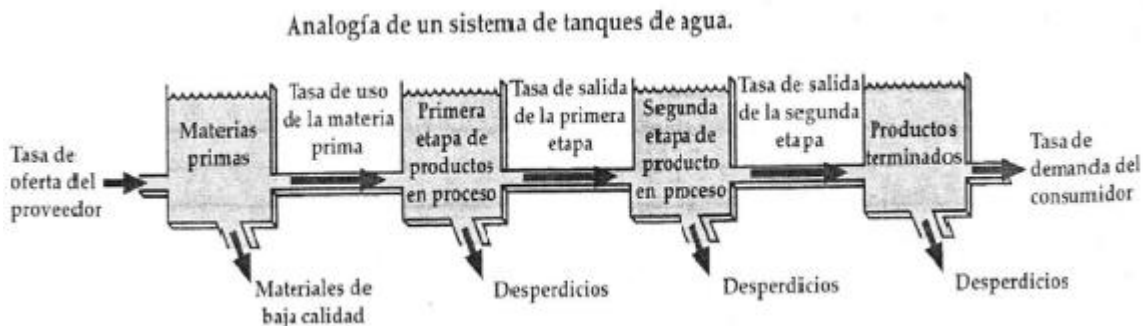 Analogía de un sistema de tanques de agua.
Tasa de
oferta del
proveedor
Materias
primas
Materiales de
baja calidad
Tasa de uso
de la materia
prima
Primera
etapa de
productos
en proceso
Desperdicios
Tasa de salida
de la primera
etapa
Segunda
etapa de
producto
en proceso
Desperdicios
Tasa de salida
de la segunda
etapa
Productos
terminados
Desperdicios
Tasa de
demanda del
consumidor